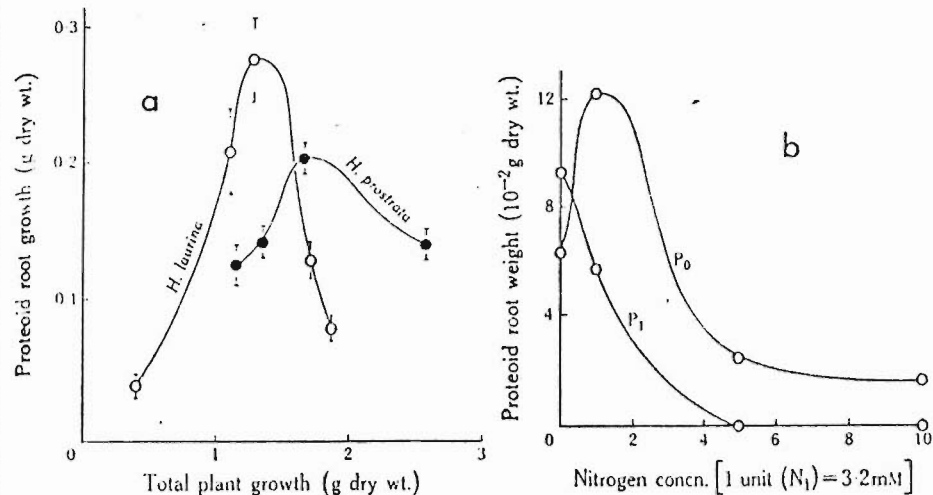 0·3
0·2
0·1
Proteoid root growth (g dry wt.)
a
H. laurina
H. prostrata
0
1
2
3
Total plant growth (g dry wt.)
12
8
4
Proteoid root weight (10⁻²g dry wt.)
b
P₀
P₁
0
2
4
6
8
10
Nitrogen concn. [1 unit (N₁) = 3·2mM]